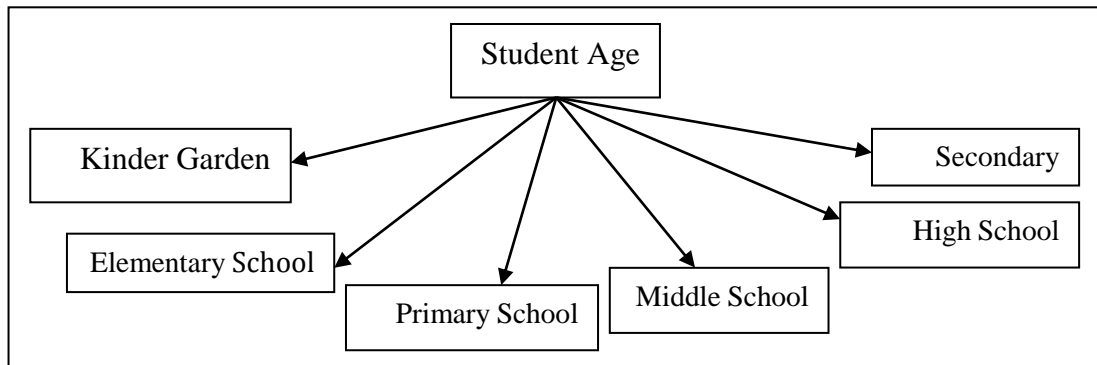 Student Age
Kinder Garden
Secondary
High School
Elementary School
Primary School
Middle School